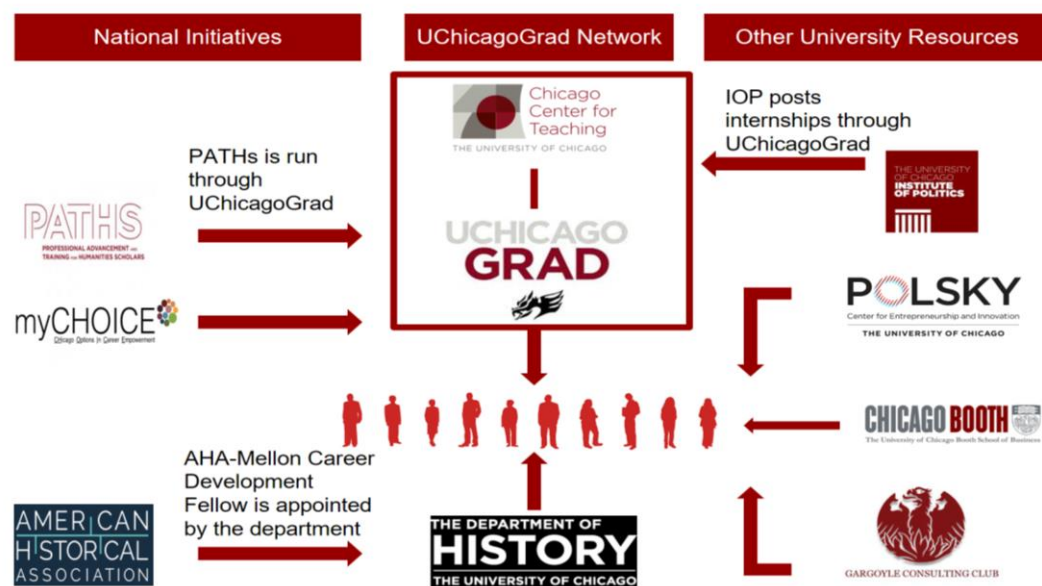 National Initiatives
UChicagoGrad Network
Other University Resources
Chicago
Center for
Teaching
THE UNIVERSITY OF CHICAGO
IOP posts
internships through
UChicagoGrad
PATHs is run
through
UChicagoGrad
THE UNIVERSITY
OF CHICAGO
INSTITUTE
OF POLITICS
PATHS
PROFESSIONAL ADVANCEMENT AND
TRAINING FOR HUMANITIES SCHOLARS
UCHICAGO
GRAD
POLSKY
Center for Entrepreneurship and Innovation
THE UNIVERSITY OF CHICAGO
myCHOICE
CHicago Options In Career Empowerment
CHICAGO BOOTH
The University of Chicago Booth School of Business
AHA-Mellon Career
Development
Fellow is appointed
by the department
AMERICAN
HISTORICAL
ASSOCIATION
THE DEPARTMENT OF
HISTORY
THE UNIVERSITY OF CHICAGO
GARGOYLE CONSULTING CLUB